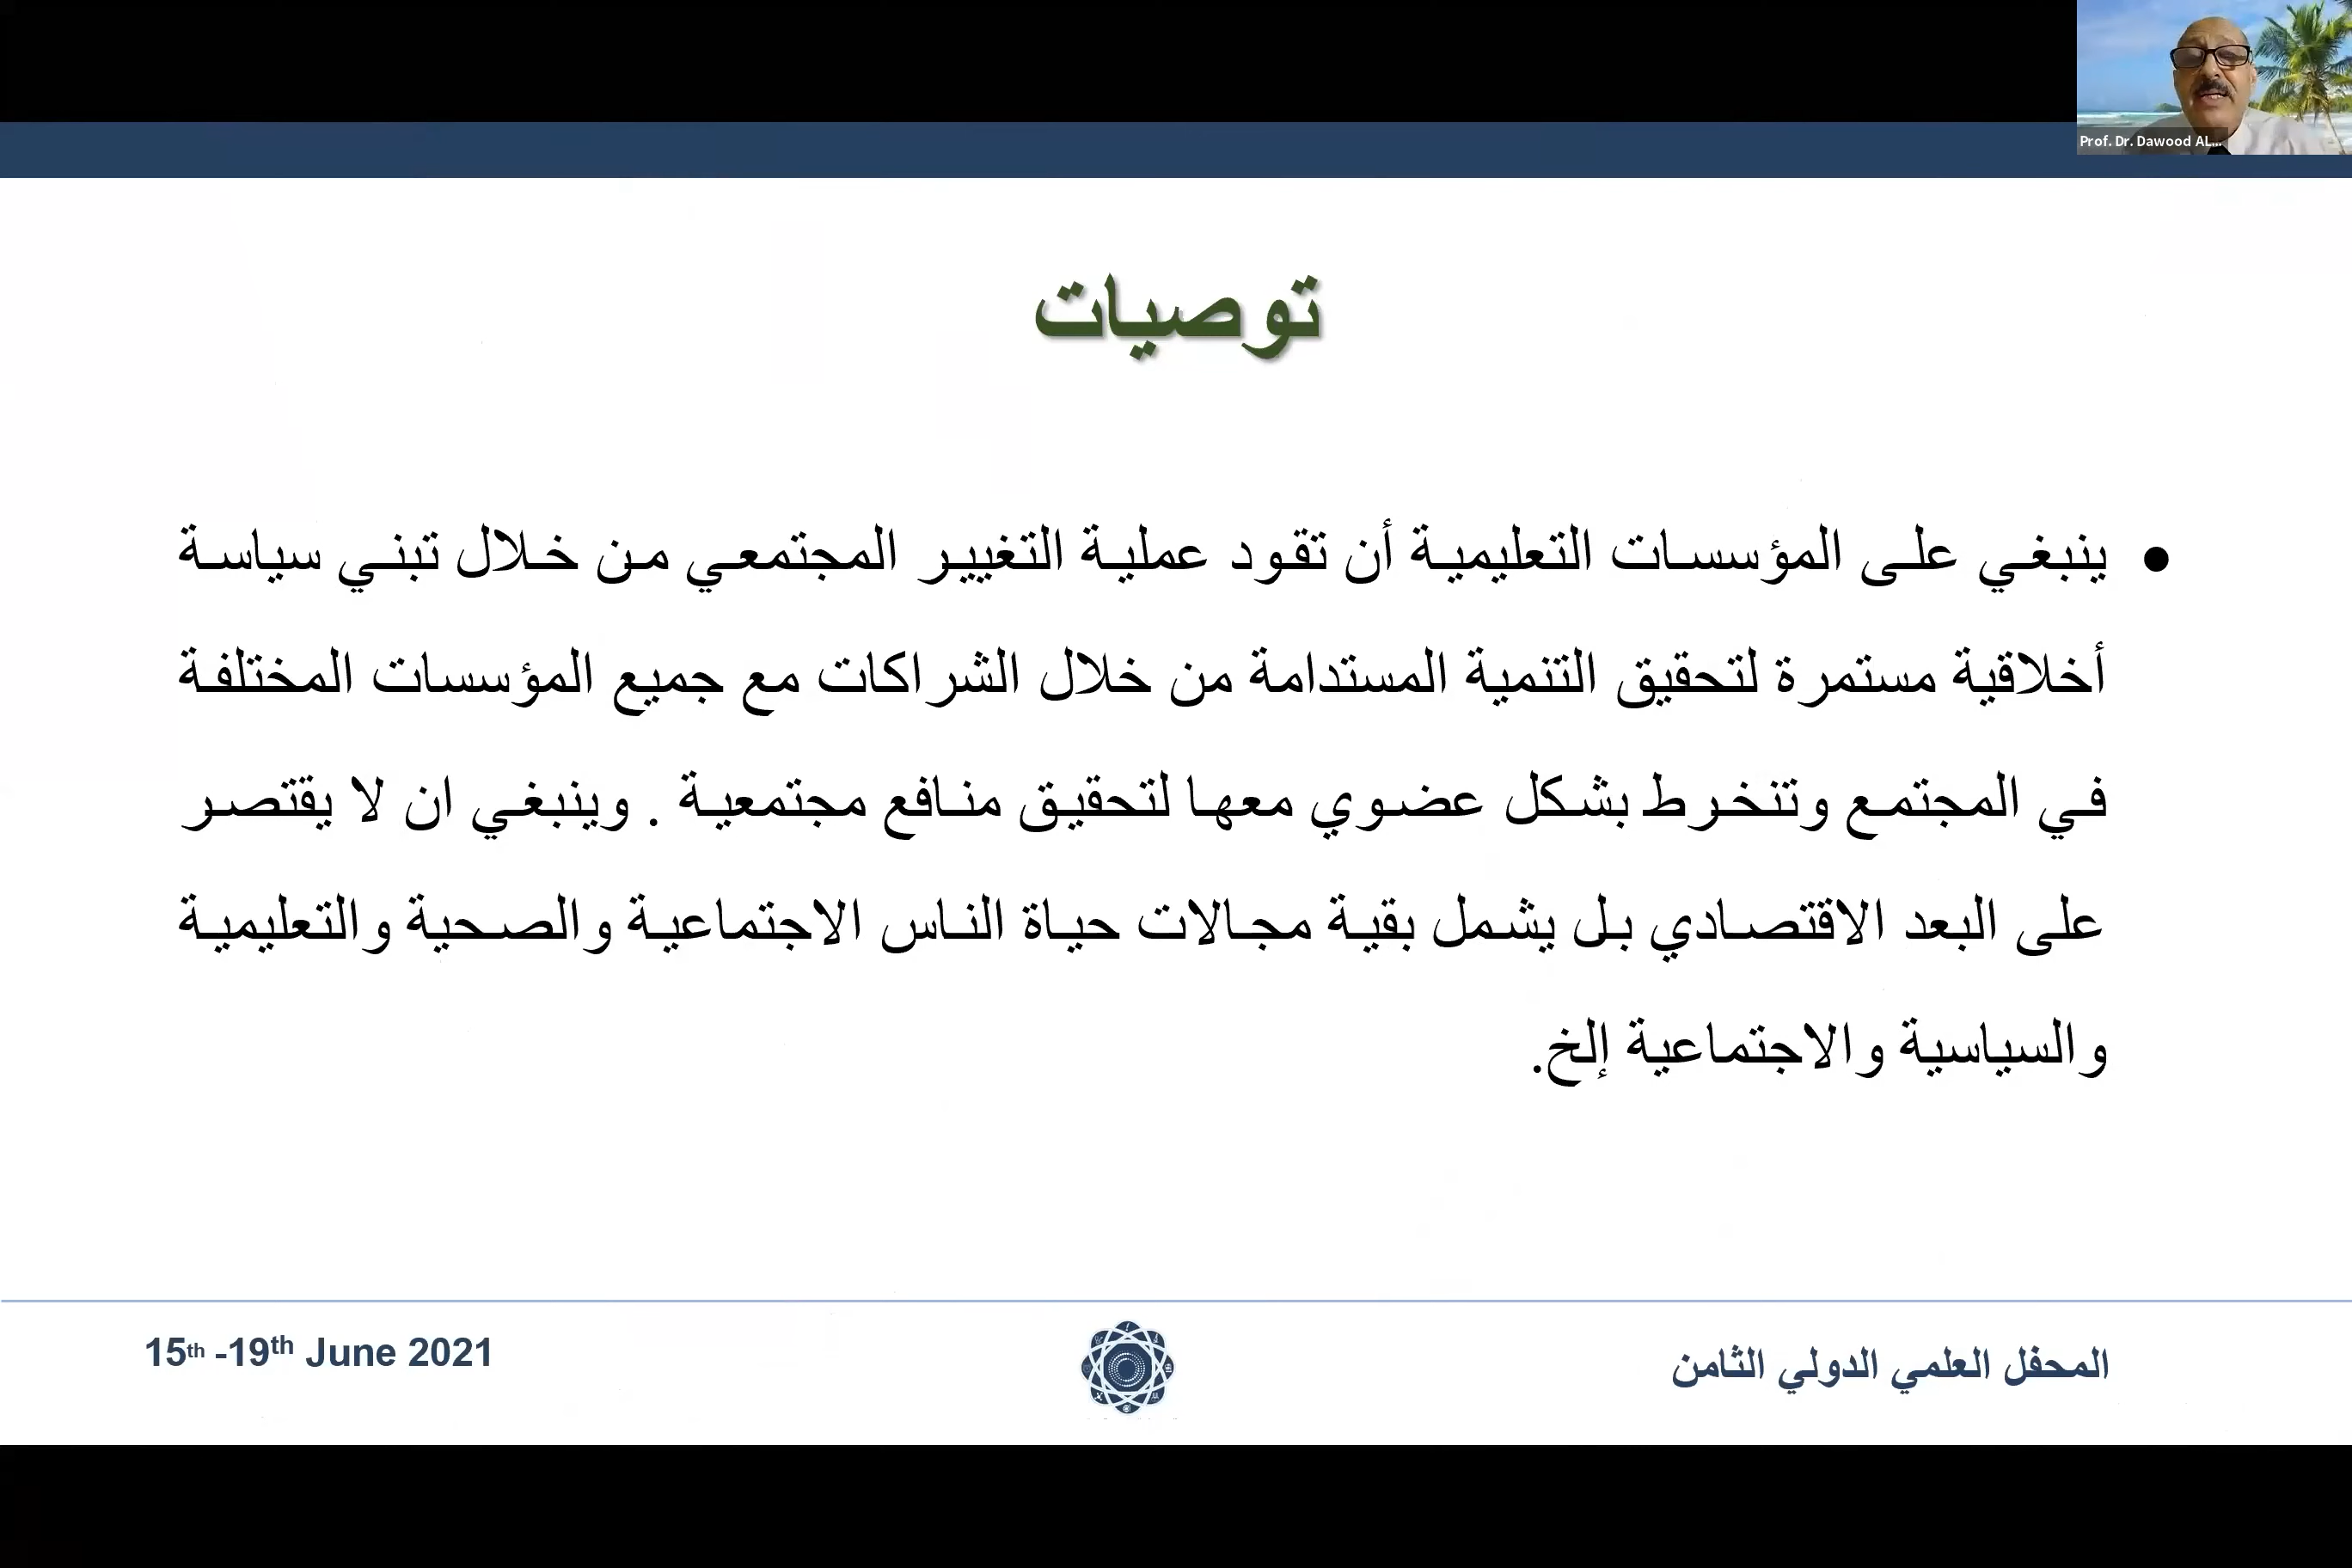 Prof. Dr. Dawood AL...
توصيات
• ينبغي على المؤسسات التعليمية أن تقود عملية التغيير المجتمعي من خلال تبني سياسة
أخلاقية مستمرة لتحقيق التنمية المستدامة من خلال الشراكات مع جميع المؤسسات المختلفة
في المجتمع وتنخرط بشكل عضوي معها لتحقيق منافع مجتمعية . وينبغي ان لا يقتصر
على البعد الاقتصادي بل يشمل بقية مجالات حياة الناس الاجتماعية والصحية والتعليمية
والسياسية والاجتماعية إلخ.
المحفل العلمي الدولي الثامن
15th -19th June 2021